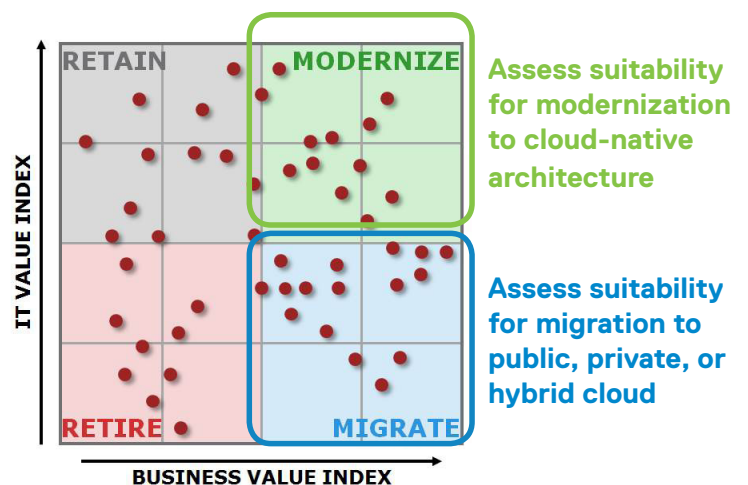 RETAIN
MODERNIZE
Assess suitability
for modernization
to cloud-native
architecture
IT VALUE INDEX
Assess suitability
for migration to
public, private, or
hybrid cloud
RETIRE
MIGRATE
BUSINESS VALUE INDEX